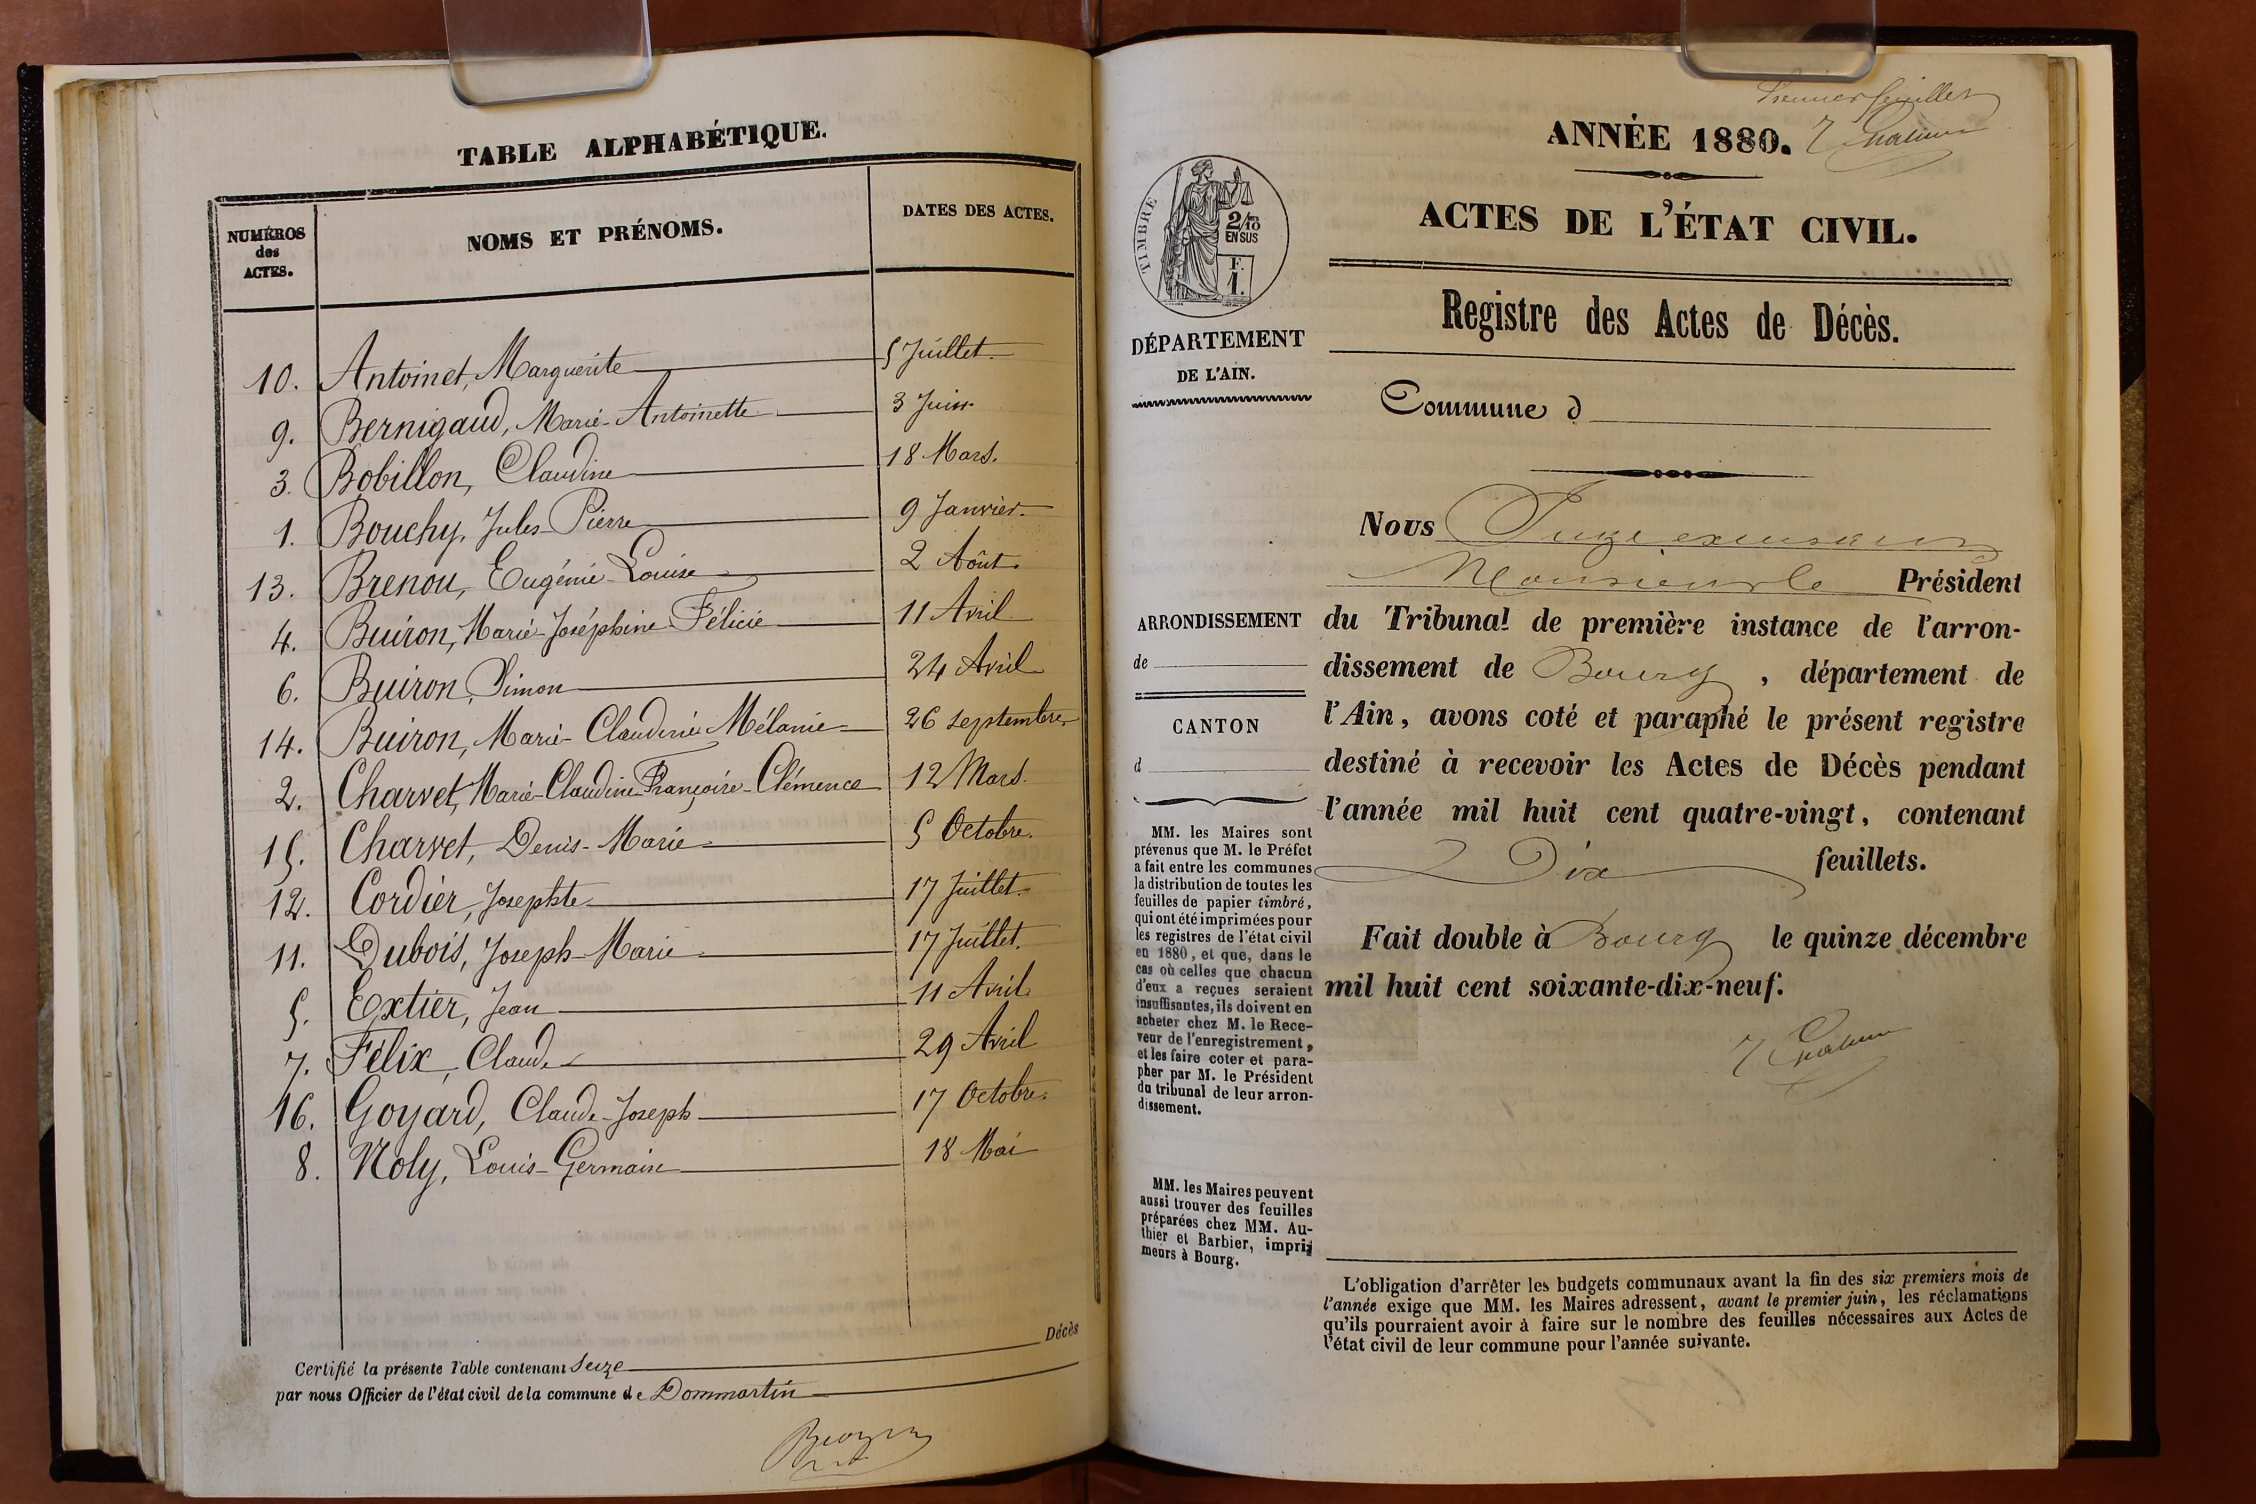 TABLE ALPHABÉTIQUE.
NUMÉROS des ACTES.
NOMS ET PRÉNOMS.
DATES DES ACTES.
10. Antoinet, Marguerite 5 Juillet.
9. Bernigaud, Marie-Antoinette 3 Juin.
3. Bobillon, Claudine 18 Mars.
1. Bouchy, Jules-Pierre 9 Janvier.
13. Brenou, Eugénie-Louise 2 Août.
4. Buiron, Marie-Joséphine-Félicie 11 Avril
6. Buiron, Simon 24 Avril
14. Buiron, Marie-Claudine Mélanie 26 septembre
2. Charvet, Marie-Claudine-Françoise-Clémence 12 Mars.
15. Charvet, Denis-Marie 5 Octobre.
12. Cordier, Josephte 17 Juillet.
11. Dubois, Joseph-Marie 17 Juillet.
5. Extier, Jean 11 Avril
7. Félix, Claude 29 Avril
16. Goyard, Claude-Joseph 17 Octobre.
8. Noly, Louis-Germain 18 Mai
Décès
Certifié la présente Table contenant Seize
par nous Officier de l'état civil de la commune de Dommartin
Premier feuillet
ANNÉE 1880.
TIMBRE
2/10
EN SUS
F.
1.
ACTES DE L'ÉTAT CIVIL.
Registre des Actes de Décès.
DÉPARTEMENT
DE L'AIN.
Commune d
Nous Juge
Monsieur le Président
du Tribunal de première instance de l'arron-
dissement de Bourg, département de
l'Ain, avons coté et paraphé le présent registre
destiné à recevoir les Actes de Décès pendant
l'année mil huit cent quatre-vingt, contenant
Dix feuillets.
Fait double à Bourg le quinze décembre
mil huit cent soixante-dix-neuf.
ARRONDISSEMENT
de
CANTON
d
MM. les Maires sont
prévenus que M. le Préfet
a fait entre les communes
la distribution de toutes les
feuilles de papier timbré,
qui ont été imprimées pour
les registres de l'état civil
en 1880, et que, dans le
cas où celles que chacun
d'eux a reçues seraient
insuffisantes, ils doivent en
acheter chez M. le Rece-
veur de l'enregistrement,
et les faire coter et para-
pher par M. le Président
du tribunal de leur arron-
dissement.
MM. les Maires peuvent
aussi trouver des feuilles
préparées chez MM. Au-
thier et Barbier, impri-
meurs à Bourg.
L'obligation d'arrêter les budgets communaux avant la fin des six premiers mois de
l'année exige que MM. les Maires adressent, avant le premier juin, les réclamations
qu'ils pourraient avoir à faire sur le nombre des feuilles nécessaires aux Actes de
l'état civil de leur commune pour l'année suivante.